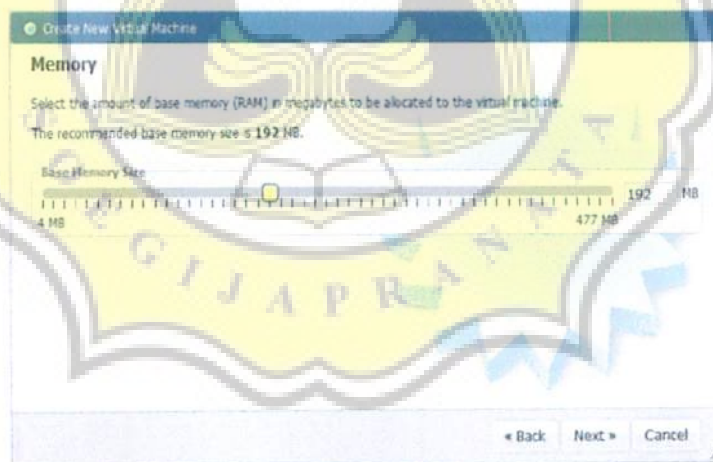 Create New Virtual Machine
Memory
Select the amount of base memory (RAM) in megabytes to be allocated to the virtual machine.
The recommended base memory size is 192 MB.
Base Memory Size
192 MB
4 MB
477 MB
GIJAPRANATA
« Back
Next »
Cancel